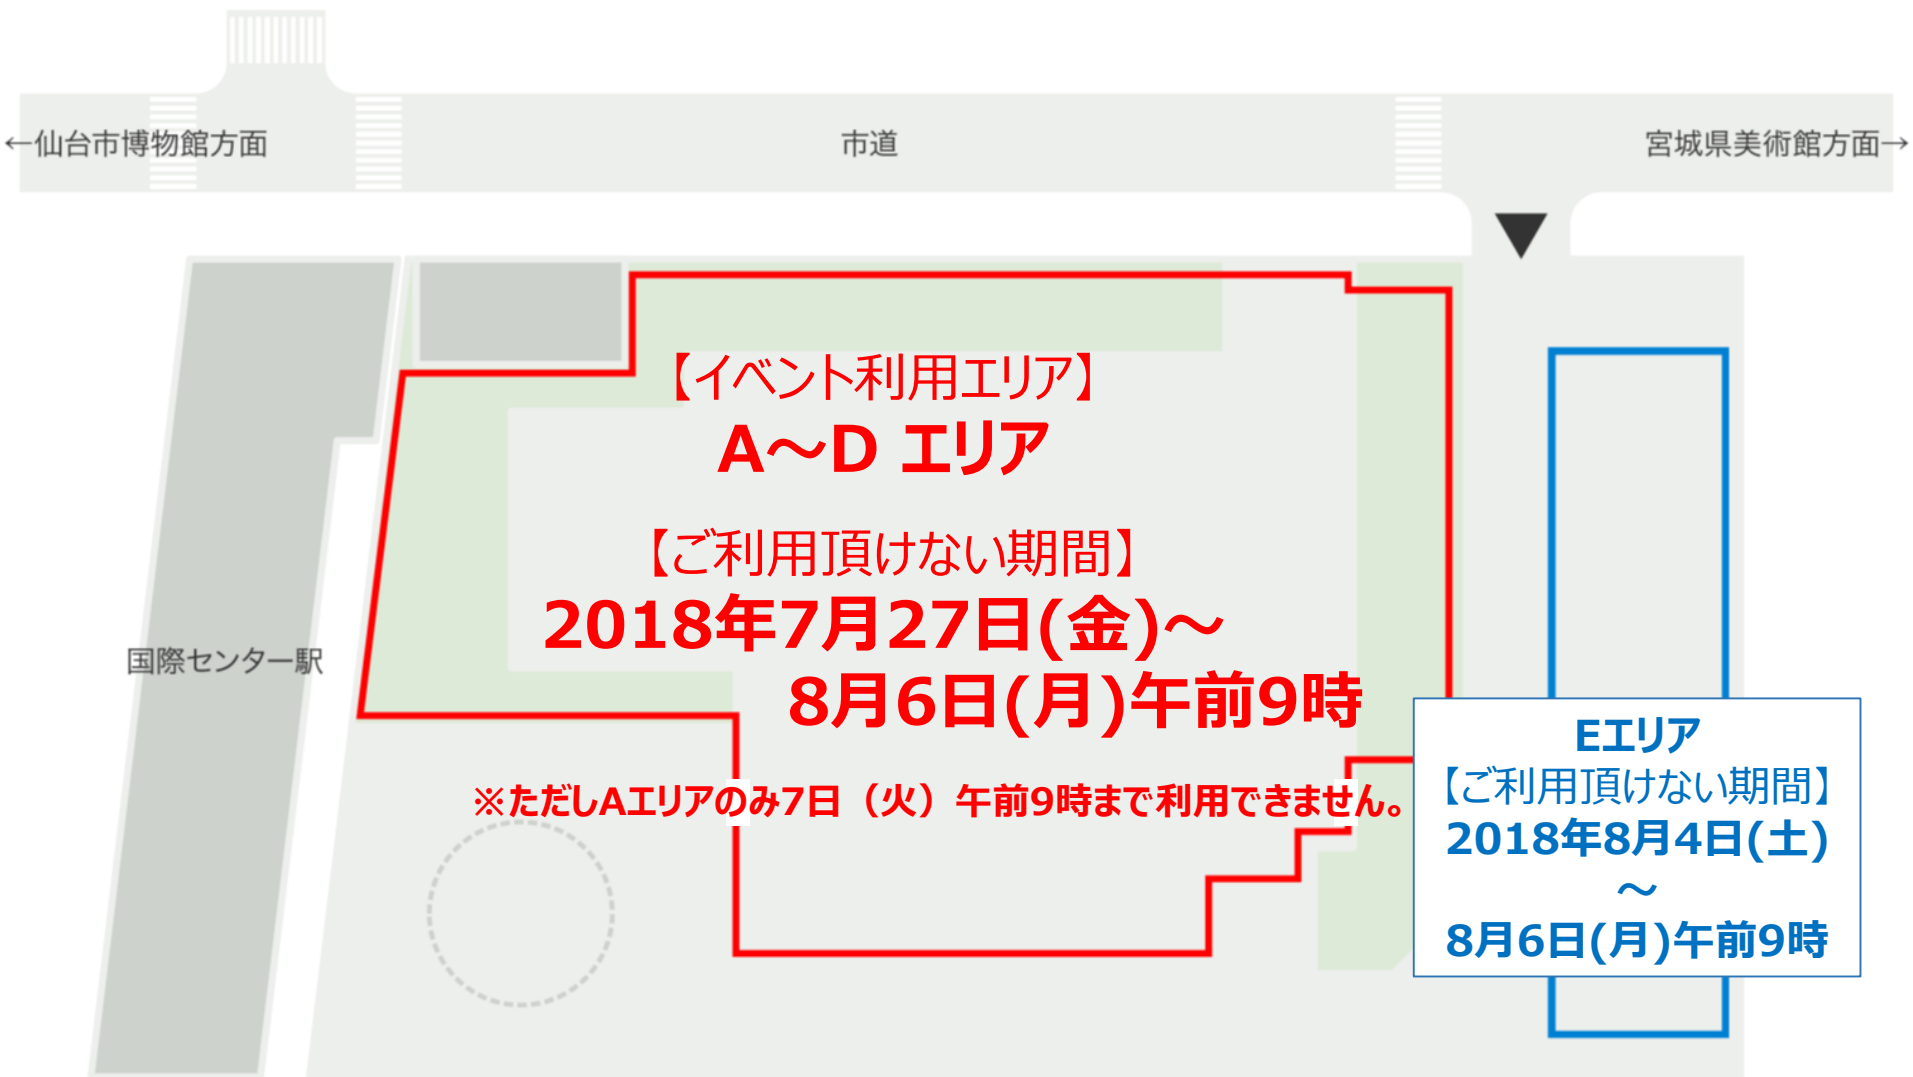 ←仙台市博物館方面
市道
宮城県美術館方面→
【イベント利用エリア】
A～D エリア
【ご利用頂けない期間】
2018年7月27日(金)～
8月6日(月)午前9時
※ただしAエリアのみ7日（火）午前9時まで利用できません。
国際センター駅
Eエリア
【ご利用頂けない期間】
2018年8月4日(土)
～
8月6日(月)午前9時